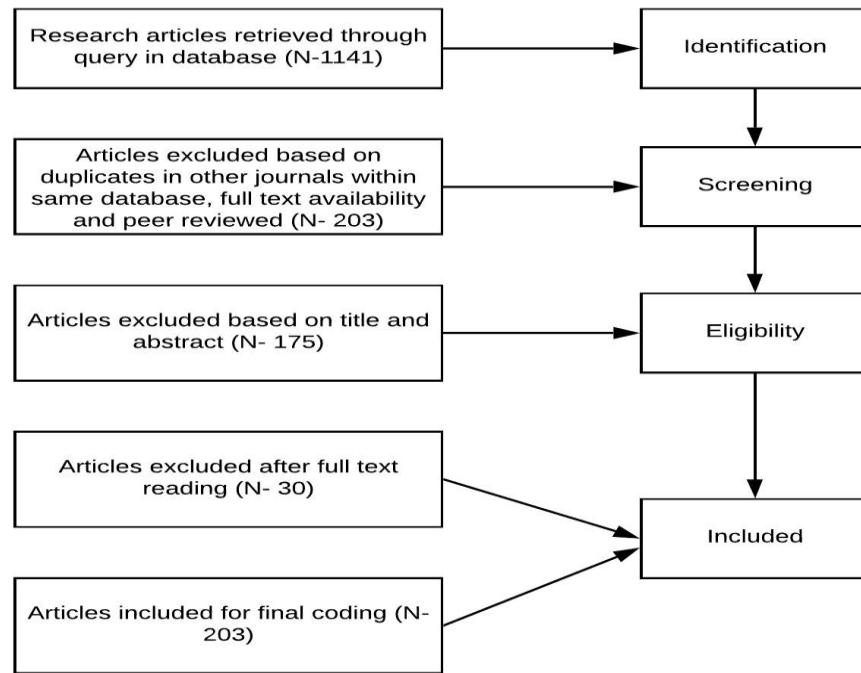 Research articles retrieved through
query in database (N-1141)
Identification
Articles excluded based on
duplicates in other journals within
same database, full text availability
and peer reviewed (N- 203)
Screening
Articles excluded based on title and
abstract (N- 175)
Eligibility
Articles excluded after full text
reading (N- 30)
Included
Articles included for final coding (N-
203)